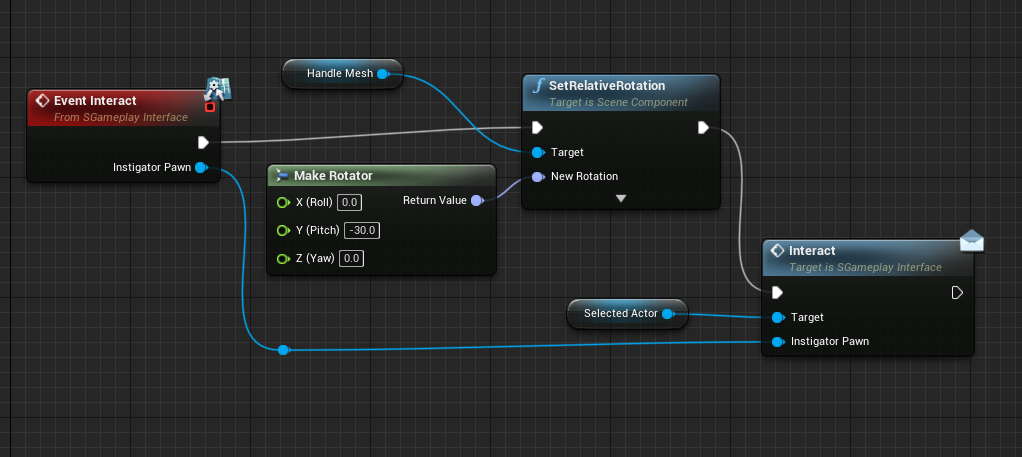 Handle Mesh
Event Interact
From SGameplay Interface
Instigator Pawn
Make Rotator
X (Roll) 0.0
Return Value
Y (Pitch) -30.0
Z (Yaw) 0.0
f SetRelativeRotation
Target is Scene Component
Target
New Rotation
Selected Actor
Interact
Target is SGameplay Interface
Target
Instigator Pawn